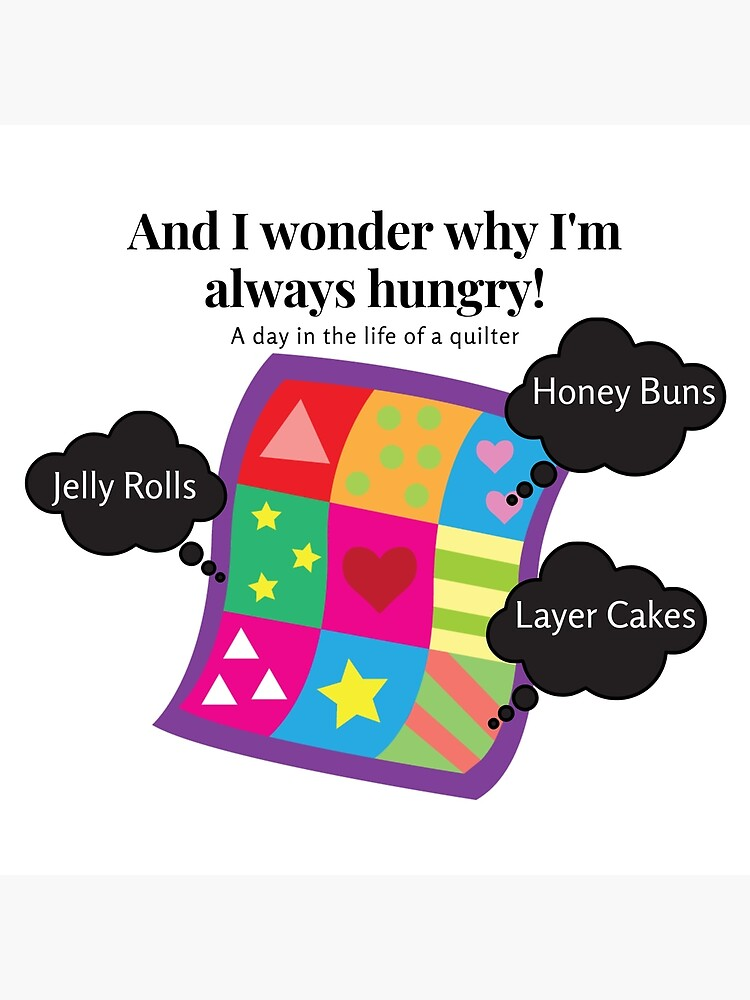 And I wonder why I'm
always hungry!
A day in the life of a quilter
Honey Buns
Jelly Rolls
Layer Cakes